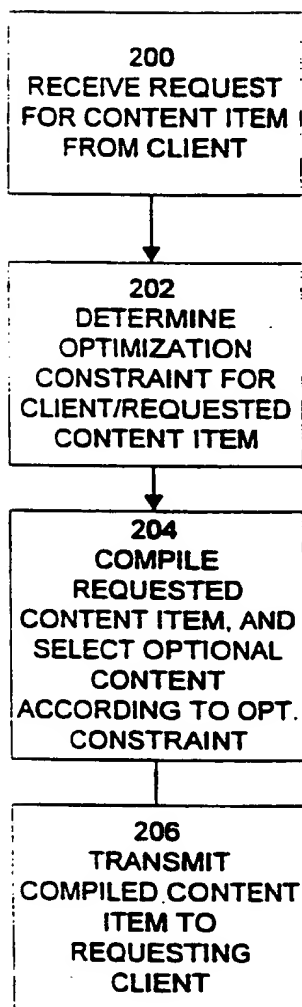 200
RECEIVE REQUEST
FOR CONTENT ITEM
FROM CLIENT
202
DETERMINE
OPTIMIZATION
CONSTRAINT FOR
CLIENT/REQUESTED
CONTENT ITEM
204
COMPILE
REQUESTED
CONTENT ITEM, AND
SELECT OPTIONAL
CONTENT
ACCORDING TO OPT.
CONSTRAINT
206
TRANSMIT
COMPILED CONTENT
ITEM TO
REQUESTING
CLIENT